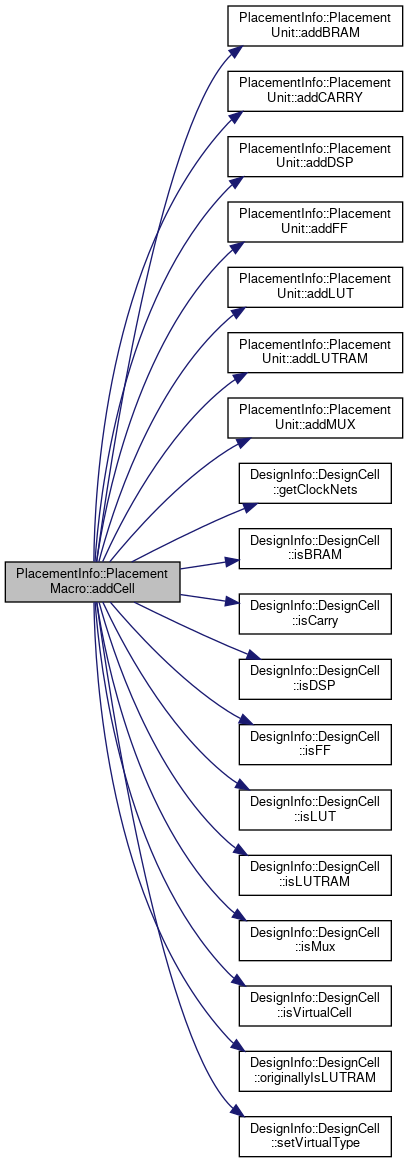 PlacementInfo::Placement
Unit::addBRAM
PlacementInfo::Placement
Unit::addCARRY
PlacementInfo::Placement
Unit::addDSP
PlacementInfo::Placement
Unit::addFF
PlacementInfo::Placement
Unit::addLUT
PlacementInfo::Placement
Unit::addLUTRAM
PlacementInfo::Placement
Unit::addMUX
DesignInfo::DesignCell
::getClockNets
DesignInfo::DesignCell
::isBRAM
PlacementInfo::Placement
Macro::addCell
DesignInfo::DesignCell
::isCarry
DesignInfo::DesignCell
::isDSP
DesignInfo::DesignCell
::isFF
DesignInfo::DesignCell
::isLUT
DesignInfo::DesignCell
::isLUTRAM
DesignInfo::DesignCell
::isMux
DesignInfo::DesignCell
::isVirtualCell
DesignInfo::DesignCell
::originallyIsLUTRAM
DesignInfo::DesignCell
::setVirtualType